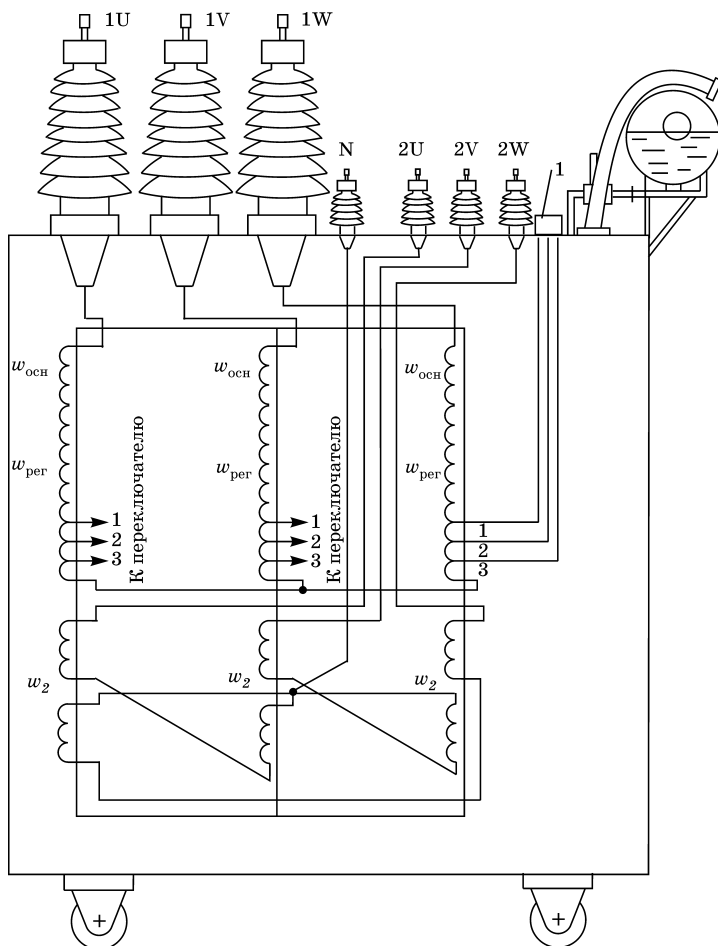 1U 1V 1W
N 2U 2V 2W 1
wосн wосн wосн
wрег wрег wрег
К переключателю К переключателю
1 1 1
2 2 2
3 3 3
w2 w2 w2